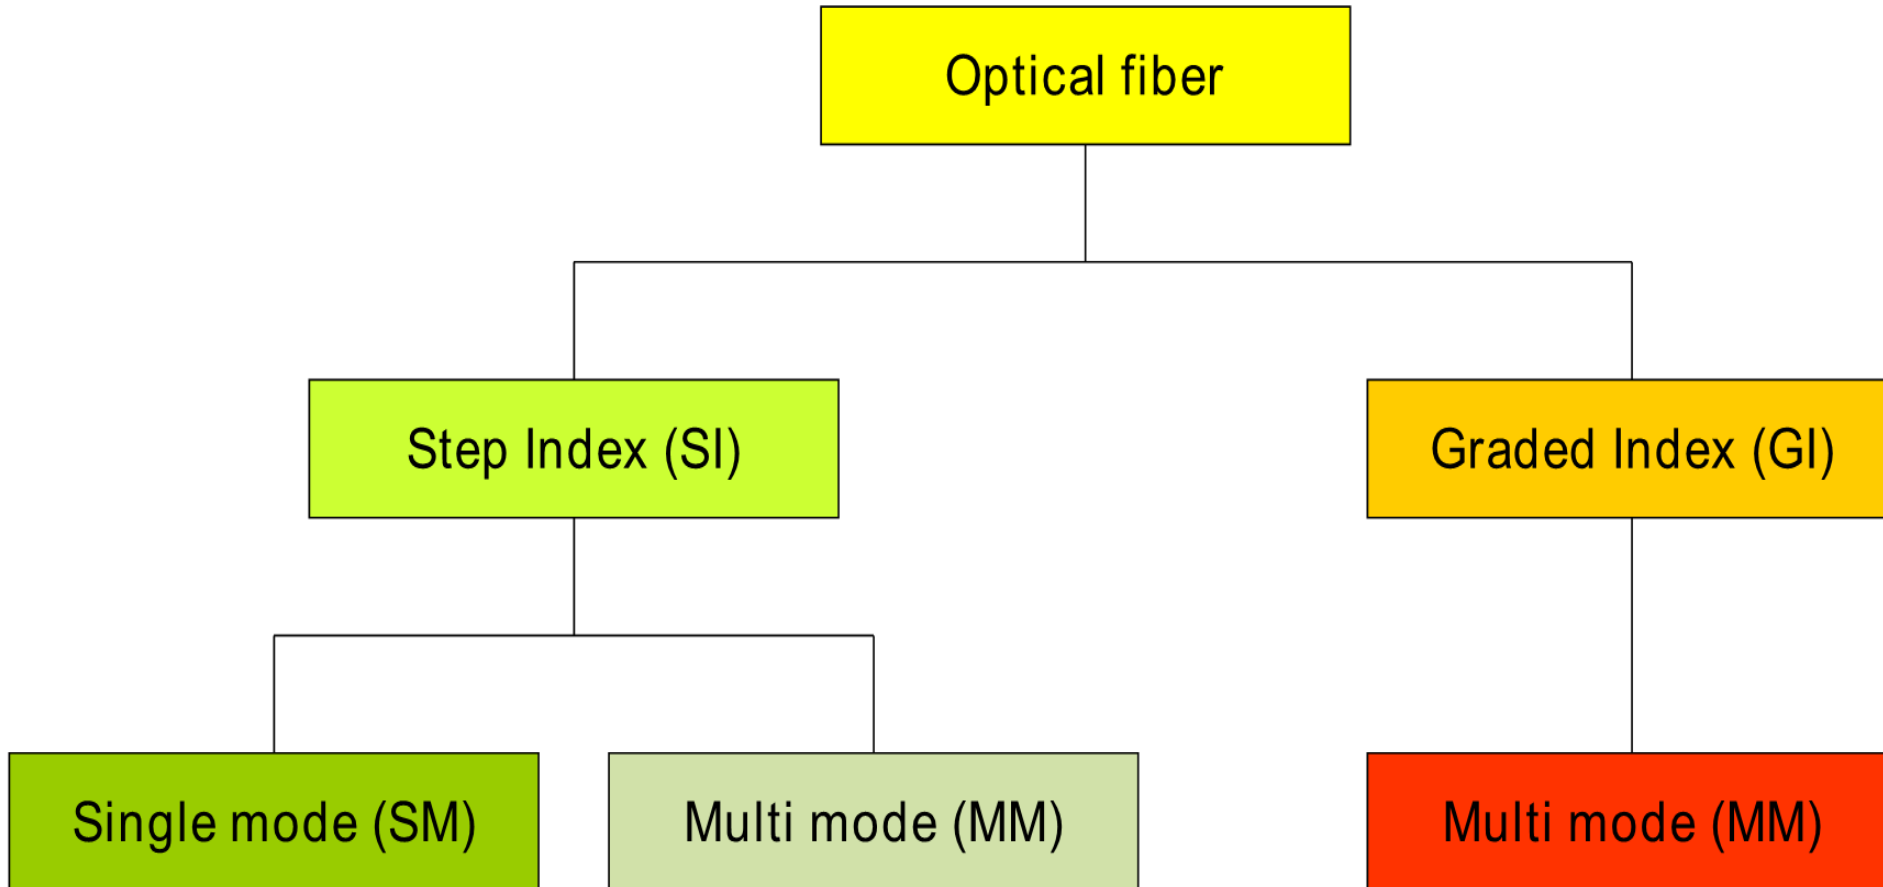 Optical fiber
Step Index (SI)
Graded Index (GI)
Single mode (SM)
Multi mode (MM)
Multi mode (MM)